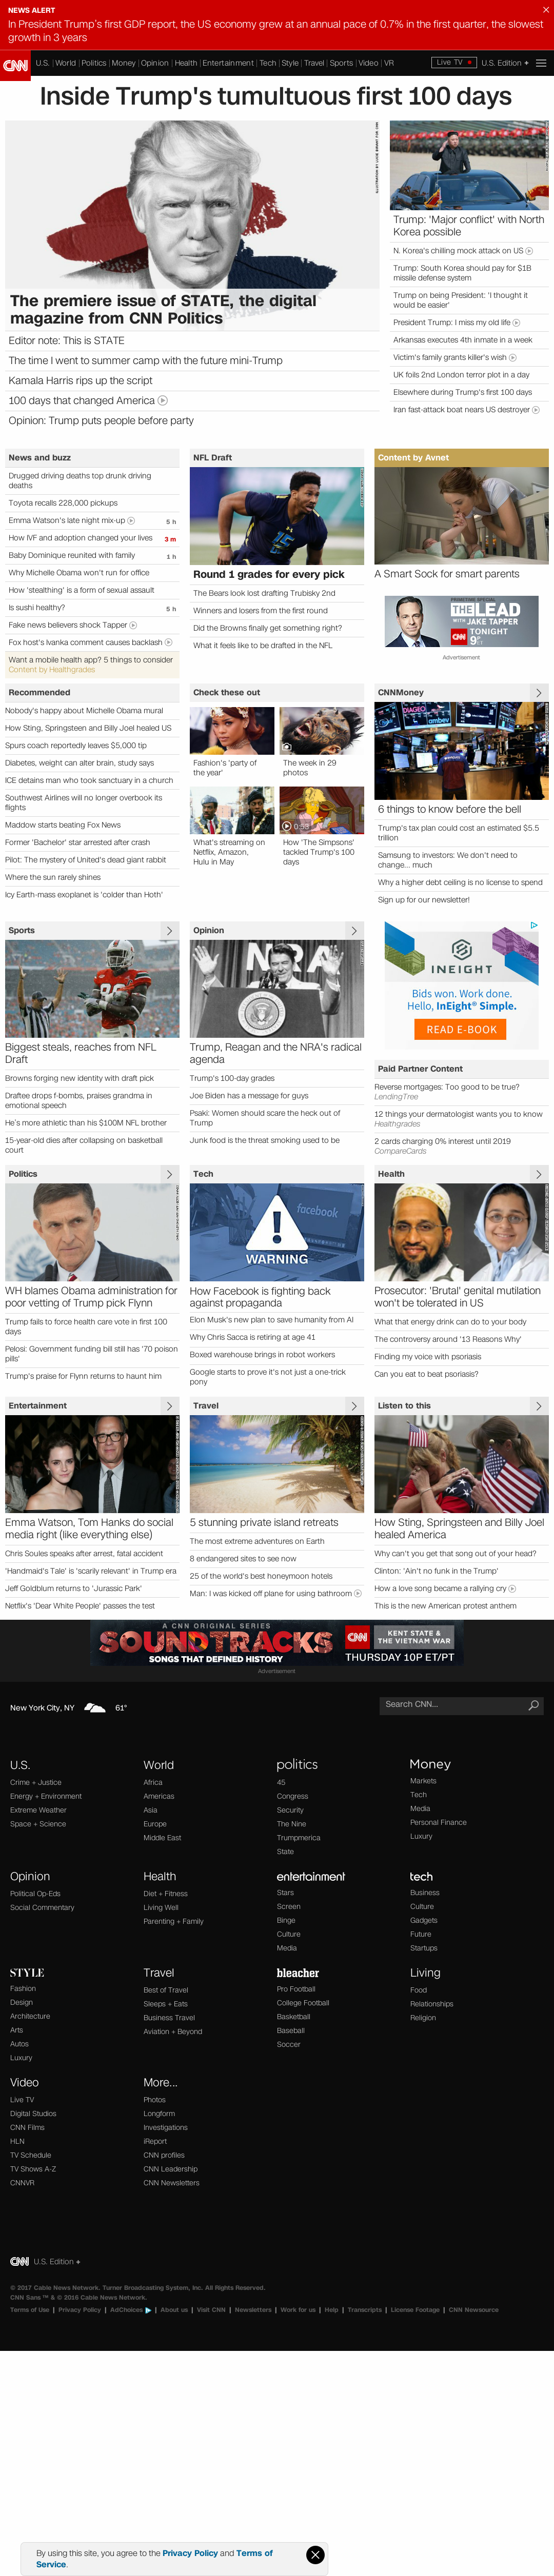 NEWS ALERT
In President Trump's first GDP report, the US economy grew at an annual pace of 0.7% in the first quarter, the slowest
growth in 3 years
CNN
U.S. World Politics Money Opinion Health Entertainment Tech Style Travel Sports Video VR
Live TV
U.S. Edition +
Inside Trump's tumultuous first 100 days
The premiere issue of STATE, the digital
magazine from CNN Politics
Editor note: This is STATE
The time I went to summer camp with the future mini-Trump
Kamala Harris rips up the script
100 days that changed America
Opinion: Trump puts people before party
Trump: 'Major conflict' with North
Korea possible
N. Korea's chilling mock attack on US
Trump: South Korea should pay for $1B
missile defense system
Trump on being President: 'I thought it
would be easier'
President Trump: I miss my old life
Arkansas executes 4th inmate in a week
Victim's family grants killer's wish
UK foils 2nd London terror plot in a day
Elsewhere during Trump's first 100 days
Iran fast-attack boat nears US destroyer
News and buzz
Drugged driving deaths top drunk driving
deaths
Toyota recalls 228,000 pickups
Emma Watson's late night mix-up
5 h
How IVF and adoption changed your lives
3 m
Baby Dominique reunited with family
1 h
Why Michelle Obama won't run for office
How 'stealthing' is a form of sexual assault
Is sushi healthy?
5 h
Fake news believers shock Tapper
Fox host's Ivanka comment causes backlash
Want a mobile health app? 5 things to consider
Content by Healthgrades
NFL Draft
Round 1 grades for every pick
The Bears look lost drafting Trubisky 2nd
Winners and losers from the first round
Did the Browns finally get something right?
What it feels like to be drafted in the NFL
Content by Avnet
A Smart Sock for smart parents
PRIMETIME SPECIAL
THE LEAD
WITH JAKE TAPPER
CNN
TONIGHT
9
Advertisement
Recommended
Nobody's happy about Michelle Obama mural
How Sting, Springsteen and Billy Joel healed US
Spurs coach reportedly leaves $5,000 tip
Diabetes, weight can alter brain, study says
ICE detains man who took sanctuary in a church
Southwest Airlines will no longer overbook its
flights
Maddow starts beating Fox News
Former 'Bachelor' star arrested after crash
Pilot: The mystery of United's dead giant rabbit
Where the sun rarely shines
Icy Earth-mass exoplanet is 'colder than Hoth'
Check these out
Fashion's 'party of
the year'
The week in 29
photos
0:59
What's streaming on
Netflix, Amazon,
Hulu in May
How 'The Simpsons'
tackled Trump's 100
days
CNNMoney
6 things to know before the bell
Trump's tax plan could cost an estimated $5.5
trillion
Samsung to investors: We don't need to
change... much
Why a higher debt ceiling is no license to spend
Sign up for our newsletter!
Sports
Biggest steals, reaches from NFL
Draft
Browns forging new identity with draft pick
Draftee drops f-bombs, praises grandma in
emotional speech
He's more athletic than his $100M NFL brother
15-year-old dies after collapsing on basketball
court
Opinion
Trump, Reagan and the NRA's radical
agenda
Trump's 100-day grades
Joe Biden has a message for guys
Psaki: Women should scare the heck out of
Trump
Junk food is the threat smoking used to be
INEIGHT
Bids won. Work done.
Hello, InEight® Simple.
READ E-BOOK
Paid Partner Content
Reverse mortgages: Too good to be true?
LendingTree
12 things your dermatologist wants you to know
Healthgrades
2 cards charging 0% interest until 2019
CompareCards
Politics
WH blames Obama administration for
poor vetting of Trump pick Flynn
Trump fails to force health care vote in first 100
days
Pelosi: Government funding bill still has '70 poison
pills'
Trump's praise for Flynn returns to haunt him
Tech
facebook
WARNING
How Facebook is fighting back
against propaganda
Elon Musk's new plan to save humanity from AI
Why Chris Sacca is retiring at age 41
Boxed warehouse brings in robot workers
Google starts to prove it's not just a one-trick
pony
Health
Prosecutor: 'Brutal' genital mutilation
won't be tolerated in US
What that energy drink can do to your body
The controversy around '13 Reasons Why'
Finding my voice with psoriasis
Can you eat to beat psoriasis?
Entertainment
Emma Watson, Tom Hanks do social
media right (like everything else)
Chris Soules speaks after arrest, fatal accident
'Handmaid's Tale' is 'scarily relevant' in Trump era
Jeff Goldblum returns to 'Jurassic Park'
Netflix's 'Dear White People' passes the test
Travel
5 stunning private island retreats
The most extreme adventures on Earth
8 endangered sites to see now
25 of the world's best honeymoon hotels
Man: I was kicked off plane for using bathroom
Listen to this
How Sting, Springsteen and Billy Joel
healed America
Why can't you get that song out of your head?
Clinton: 'Ain't no funk in the Trump'
How a love song became a rallying cry
This is the new American protest anthem
A CNN ORIGINAL SERIES
SOUNDTRACKS
SONGS THAT DEFINED HISTORY
CNN
KENT STATE &
THE VIETNAM WAR
THURSDAY 10P ET/PT
Advertisement
New York City, NY
61°
Search CNN...
U.S.
Crime + Justice
Energy + Environment
Extreme Weather
Space + Science
World
Africa
Americas
Asia
Europe
Middle East
politics
45
Congress
Security
The Nine
Trumpmerica
State
Money
Markets
Tech
Media
Personal Finance
Luxury
Opinion
Political Op-Eds
Social Commentary
Health
Diet + Fitness
Living Well
Parenting + Family
entertainment
Stars
Screen
Binge
Culture
Media
tech
Business
Culture
Gadgets
Future
Startups
STYLE
Fashion
Design
Architecture
Arts
Autos
Luxury
Travel
Best of Travel
Sleeps + Eats
Business Travel
Aviation + Beyond
bleacher
Pro Football
College Football
Basketball
Baseball
Soccer
Living
Food
Relationships
Religion
Video
Live TV
Digital Studios
CNN Films
HLN
TV Schedule
TV Shows A-Z
CNNVR
More...
Photos
Longform
Investigations
iReport
CNN profiles
CNN Leadership
CNN Newsletters
CNN U.S. Edition +
© 2017 Cable News Network. Turner Broadcasting System, Inc. All Rights Reserved.
CNN Sans ™ & © 2016 Cable News Network.
Terms of Use | Privacy Policy | AdChoices | About us | Visit CNN | Newsletters | Work for us | Help | Transcripts | License Footage | CNN Newsource
By using this site, you agree to the Privacy Policy and Terms of
Service.